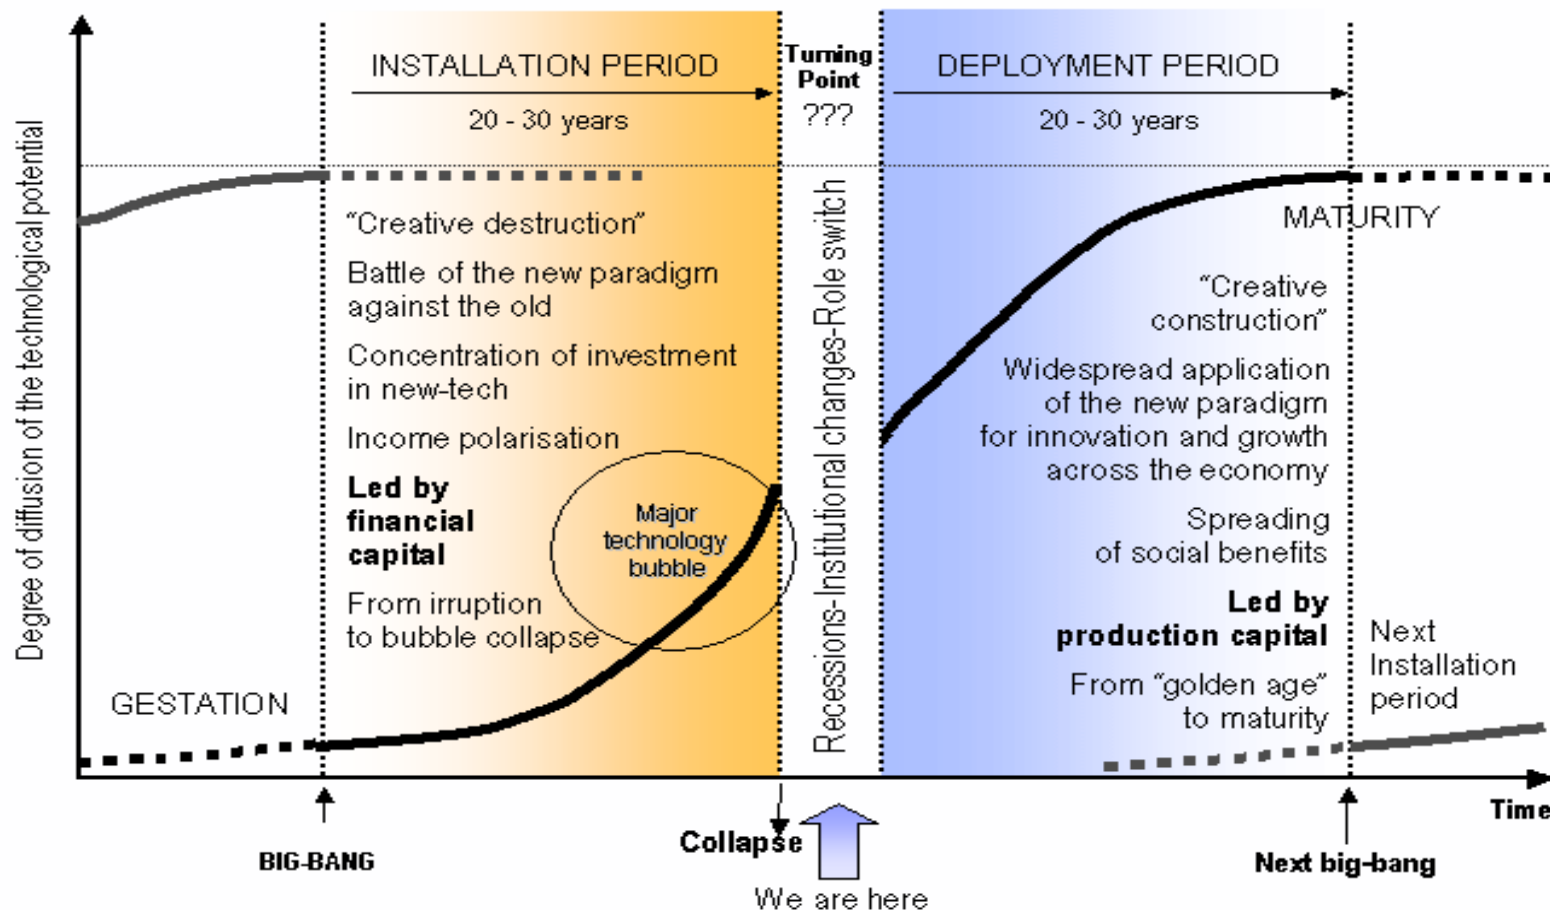 Degree of diffusion of the technological potential
INSTALLATION PERIOD
20 - 30 years
Turning
Point
???
DEPLOYMENT PERIOD
20 - 30 years
“Creative destruction”
Battle of the new paradigm
against the old
Concentration of investment
in new-tech
Income polarisation
Led by
financial
capital
From irruption
to bubble collapse
Major
technology
bubble
GESTATION
Recessions-Institutional changes-Role switch
MATURITY
“Creative
construction”
Widespread application
of the new paradigm
for innovation and growth
across the economy
Spreading
of social benefits
Led by
production capital
From “golden age”
to maturity
Next
Installation
period
Time
BIG-BANG
Collapse
We are here
Next big-bang